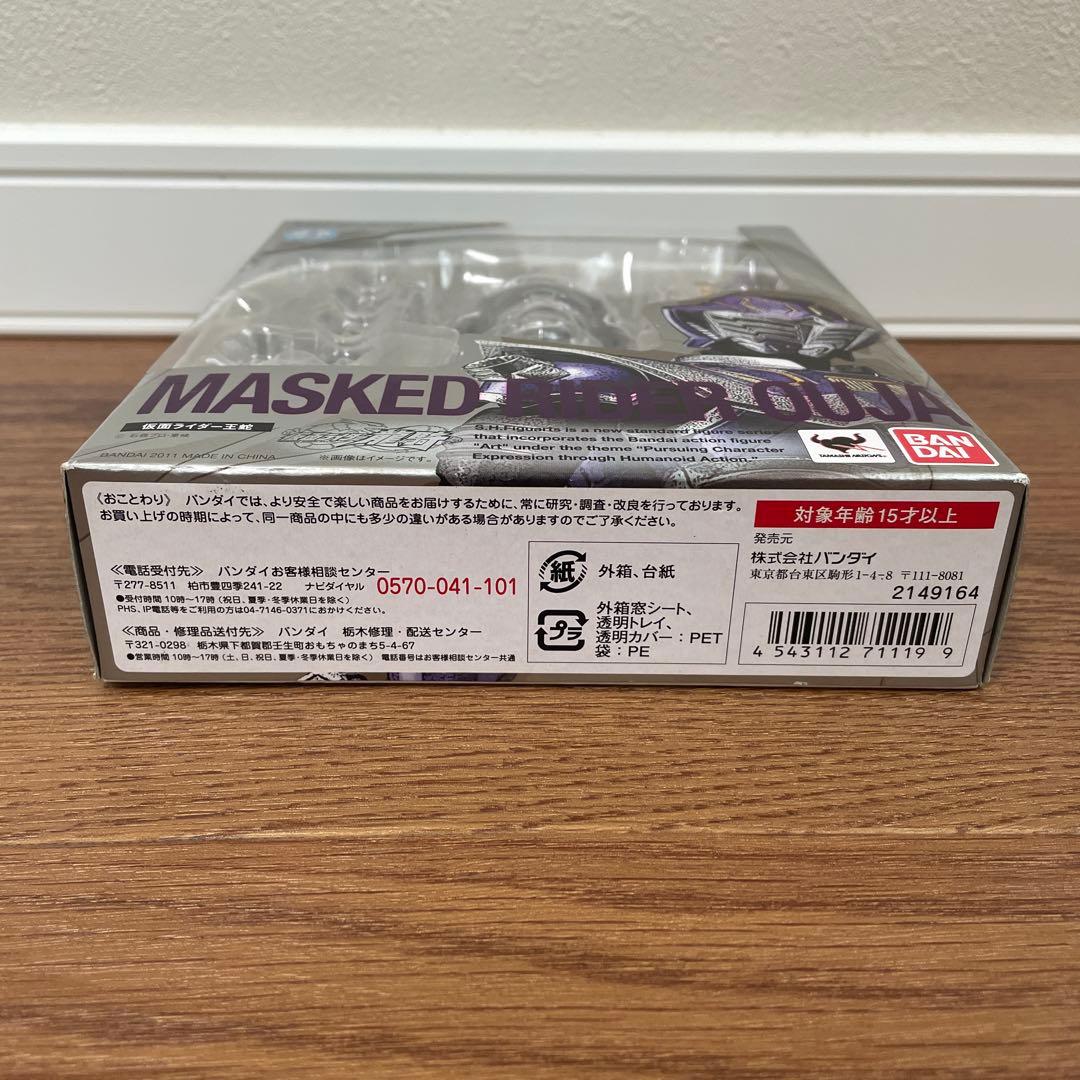 MASKED RIDER OUJA
仮面ライダー王蛇
© 石森プロ・東映
BANDAI 2011 MADE IN CHINA
※画像はイメージです。
S.H.Figuarts is a new standard figure series
that incorporates the Bandai action figure
"Art" under the theme "Pursuing Character
Expression through Humanoid Action."
TAMASHII NATIONS
BAN
DAI
《おことわり》 バンダイでは、より安全で楽しい商品をお届けするために、常に研究・調査・改良を行っております。
お買い上げの時期によって、同一商品の中にも多少の違いがある場合がありますのでご了承ください。
≪電話受付先≫ バンダイお客様相談センター
〒277-8511 柏市豊四季241-22 ナビダイヤル 0570-041-101
●受付時間 10時〜17時 (祝日、夏季・冬季休業日を除く)
PHS、IP電話等をご利用の方は04-7146-0371におかけください。
≪商品・修理品送付先≫ バンダイ 栃木修理・配送センター
〒321-0298 栃木県下都賀郡壬生町おもちゃのまち5-4-67
●営業時間 10時〜17時 (土、日、祝日、夏季・冬季休業日を除く) 電話番号はお客様相談センター共通
紙 外箱、台紙
プラ
外箱窓シート、
透明トレイ、
透明カバー：PET
袋：PE
対象年齢15才以上
発売元
株式会社バンダイ
東京都台東区駒形1-4-8 〒111-8081
2149164
4 543112 711199